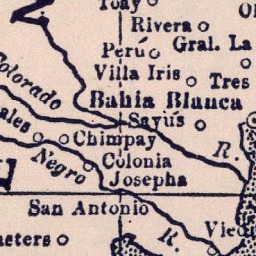 Toay
Rivera
Perú
Gral. La
Villa Iris
Tres
Colorado
Bahia Blanca
Sayús
ales
Chimpay
Negro
Colonia
R.
Josepha
San Antonio
R.
Vied
meters